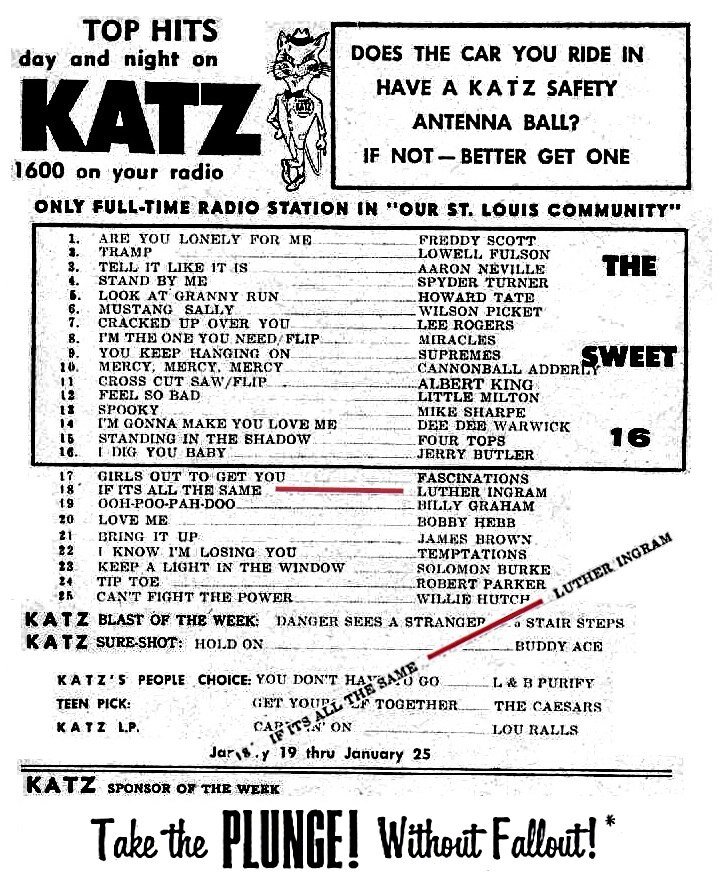 TOP HITS
day and night on
KATZ
1600 on your radio
KATZ
DOES THE CAR YOU RIDE IN
HAVE A KATZ SAFETY
ANTENNA BALL?
IF NOT — BETTER GET ONE
ONLY FULL-TIME RADIO STATION IN "OUR ST. LOUIS COMMUNITY"
THE
SWEET
16
1. ARE YOU LONELY FOR ME FREDDY SCOTT
2. TRAMP LOWELL FULSON
3. TELL IT LIKE IT IS AARON NEVILLE
4. STAND BY ME SPYDER TURNER
5. LOOK AT GRANNY RUN HOWARD TATE
6. MUSTANG SALLY WILSON PICKET
7. CRACKED UP OVER YOU LEE ROGERS
8. I'M THE ONE YOU NEED/FLIP MIRACLES
9. YOU KEEP HANGING ON SUPREMES
10. MERCY, MERCY, MERCY CANNONBALL ADDERLY
11 CROSS CUT SAW/FLIP ALBERT KING
12 FEEL SO BAD LITTLE MILTON
13 SPOOKY MIKE SHARPE
14 I'M GONNA MAKE YOU LOVE ME DEE DEE WARWICK
15 STANDING IN THE SHADOW FOUR TOPS
16. I DIG YOU BABY JERRY BUTLER
17 GIRLS OUT TO GET YOU FASCINATIONS
18 IF ITS ALL THE SAME LUTHER INGRAM
19 OOH-POO-PAH-DOO BILLY GRAHAM
20 LOVE ME BOBBY HEBB
21 BRING IT UP JAMES BROWN
22 I KNOW I'M LOSING YOU TEMPTATIONS
23 KEEP A LIGHT IN THE WINDOW SOLOMON BURKE
24 TIP TOE ROBERT PARKER
25 CAN'T FIGHT THE POWER WILLIE HUTCH
18 IF ITS ALL THE SAME LUTHER INGRAM
KATZ BLAST OF THE WEEK: DANGER SEES A STRANGER 5 STAIR STEPS
KATZ SURE-SHOT: HOLD ON BUDDY ACE
KATZ'S PEOPLE CHOICE: YOU DON'T HAVE TO GO L & B PURIFY
TEEN PICK: GET YOURSELF TOGETHER THE CAESARS
KATZ L.P. CARRYIN' ON LOU RALLS
January 19 thru January 25
KATZ SPONSOR OF THE WEEK
Take the PLUNGE! Without Fallout!*